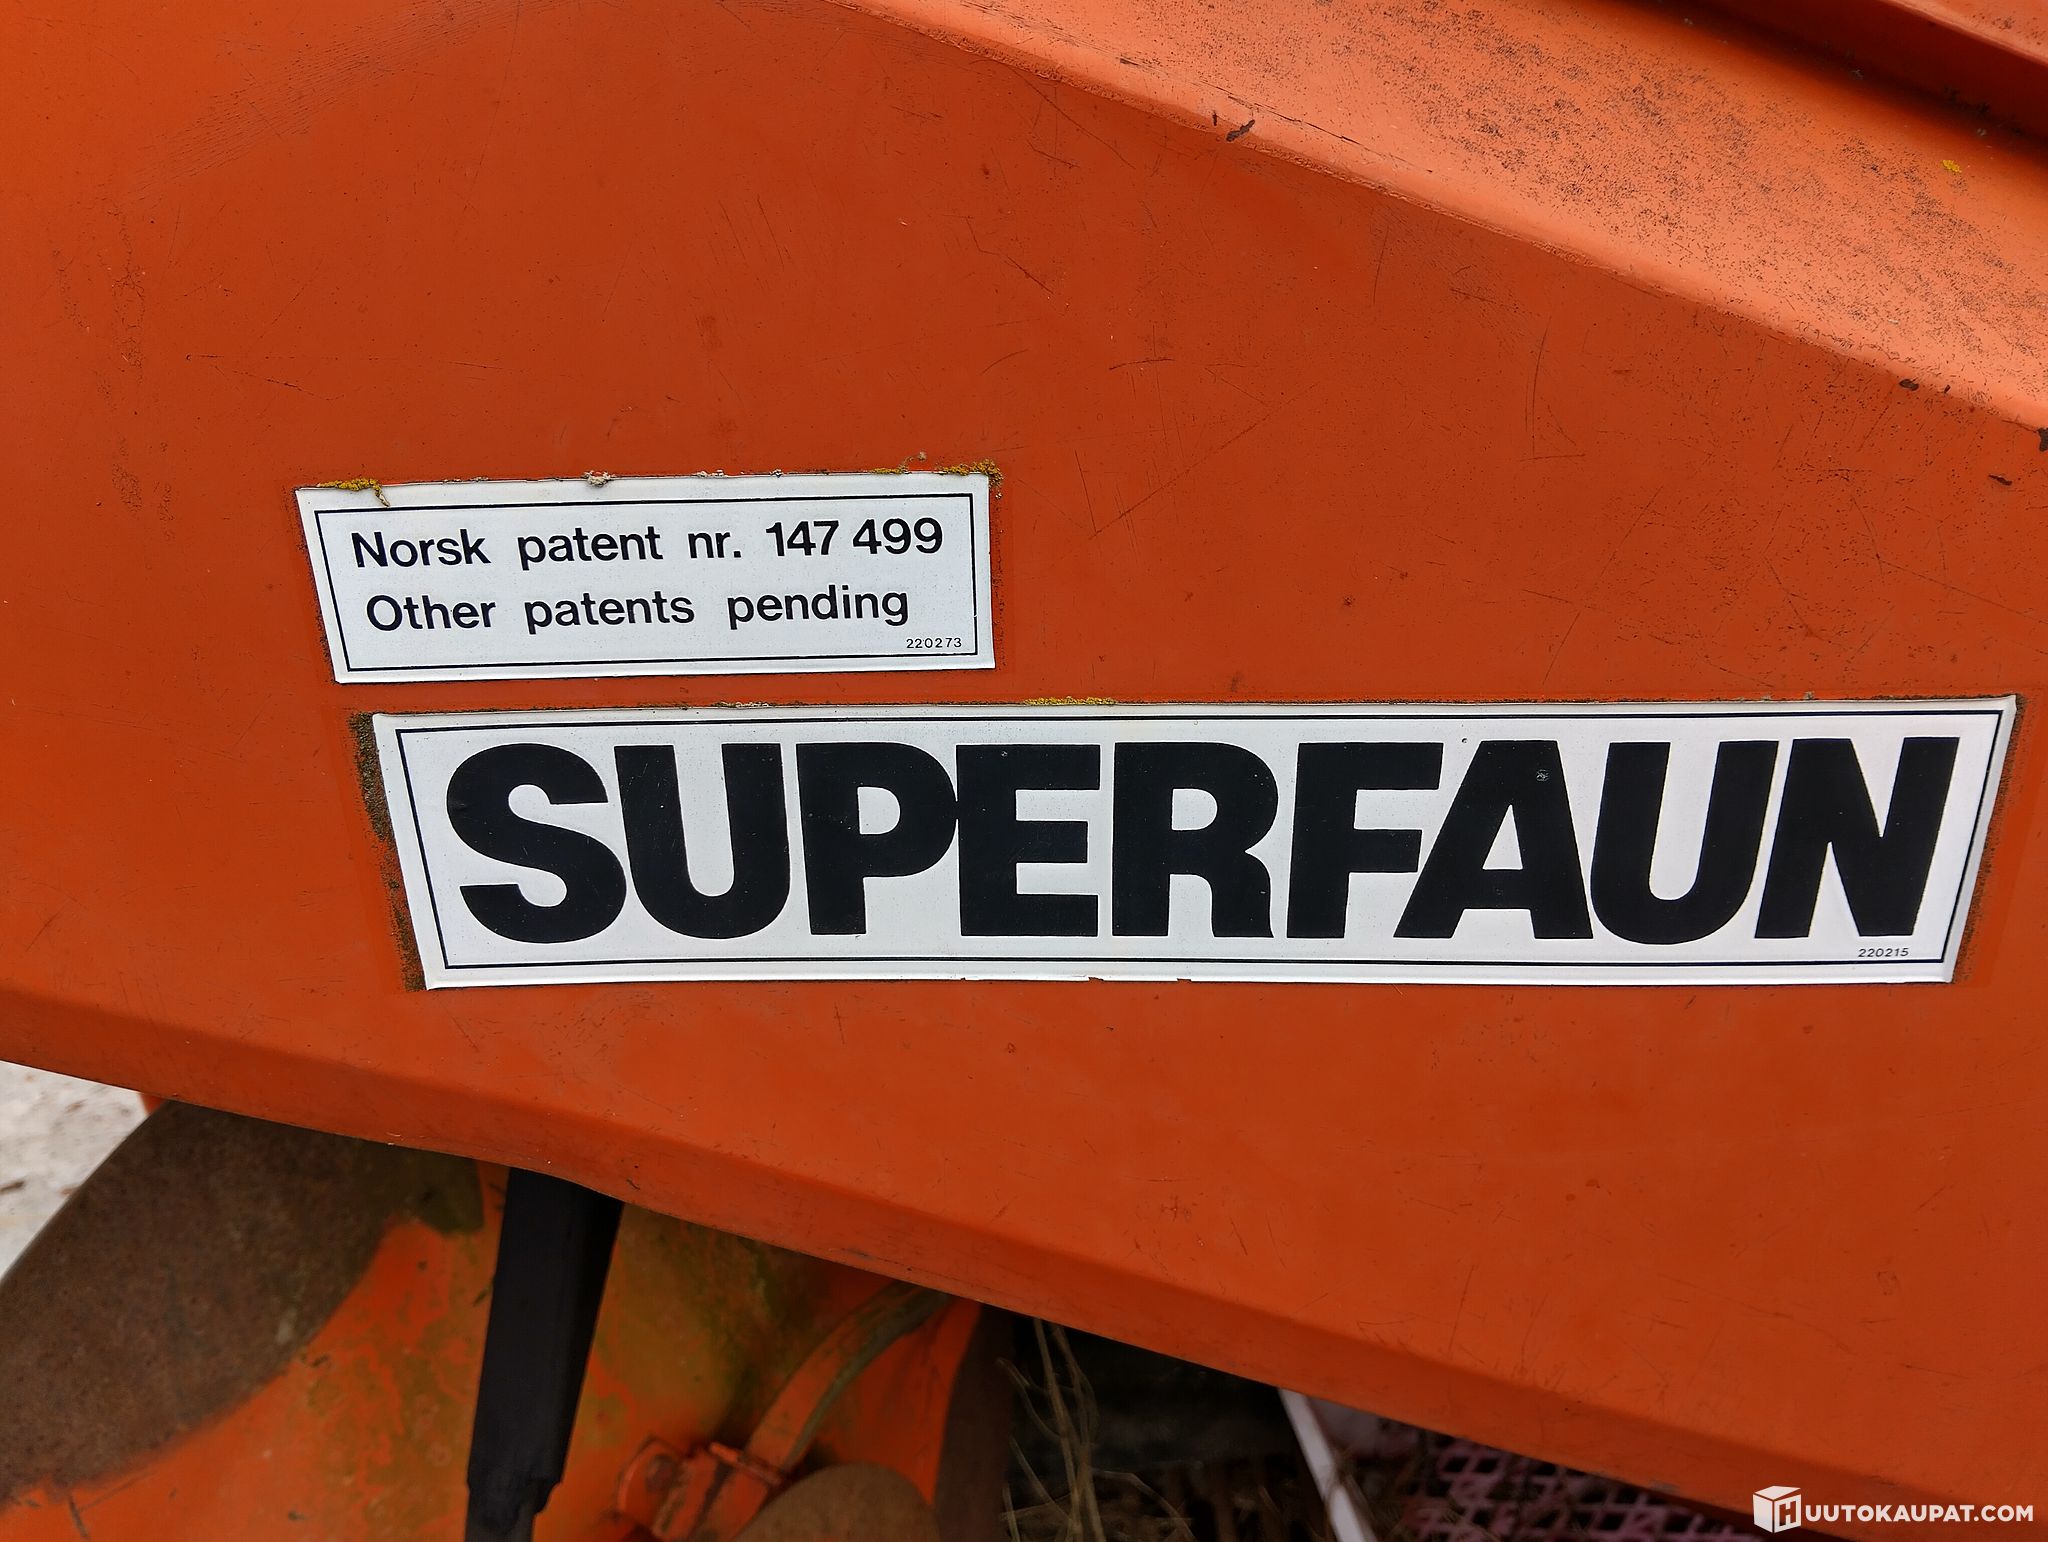 Norsk patent nr. 147 499
Other patents pending
220273
SUPERFAUN
220215
HUUTOKAUPAT.COM